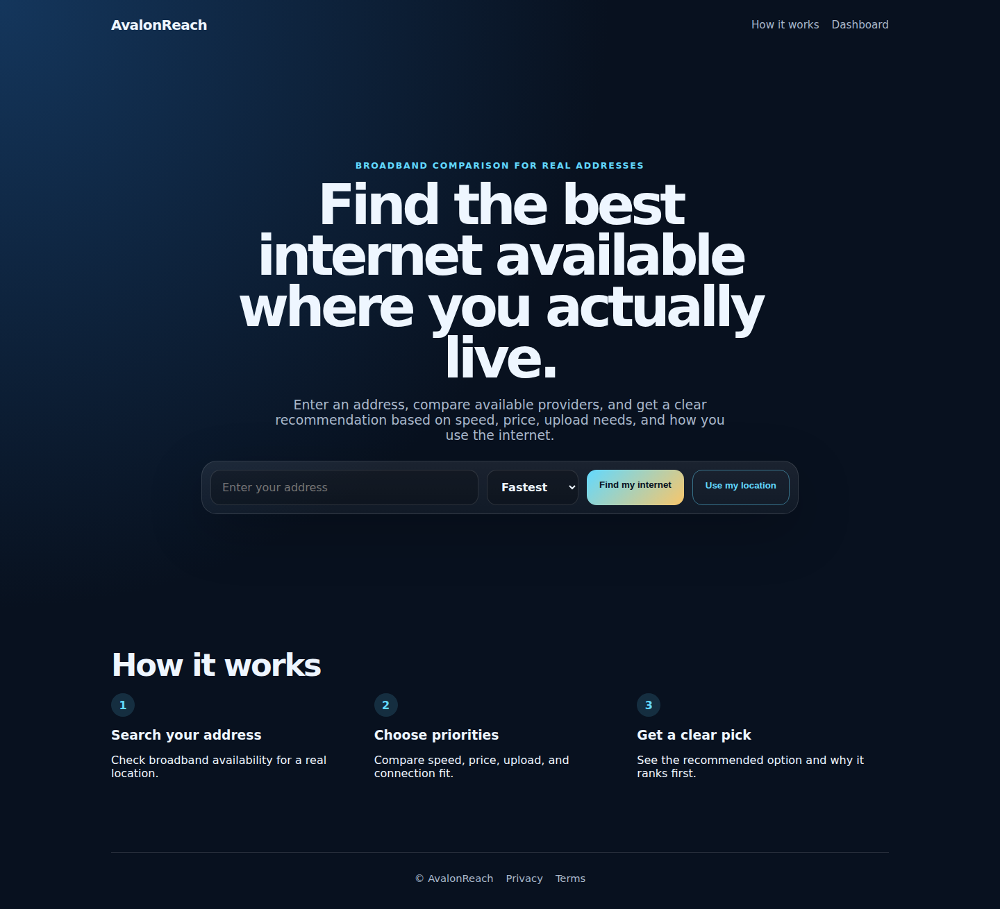 AvalonReach
How it works Dashboard
BROADBAND COMPARISON FOR REAL ADDRESSES
Find the best
internet available
where you actually
live.
Enter an address, compare available providers, and get a clear
recommendation based on speed, price, upload needs, and how you
use the internet.
Enter your address Fastest Find my internet Use my location
How it works
1
Search your address
Check broadband availability for a real
location.
2
Choose priorities
Compare speed, price, upload, and
connection fit.
3
Get a clear pick
See the recommended option and why it
ranks first.
© AvalonReach Privacy Terms